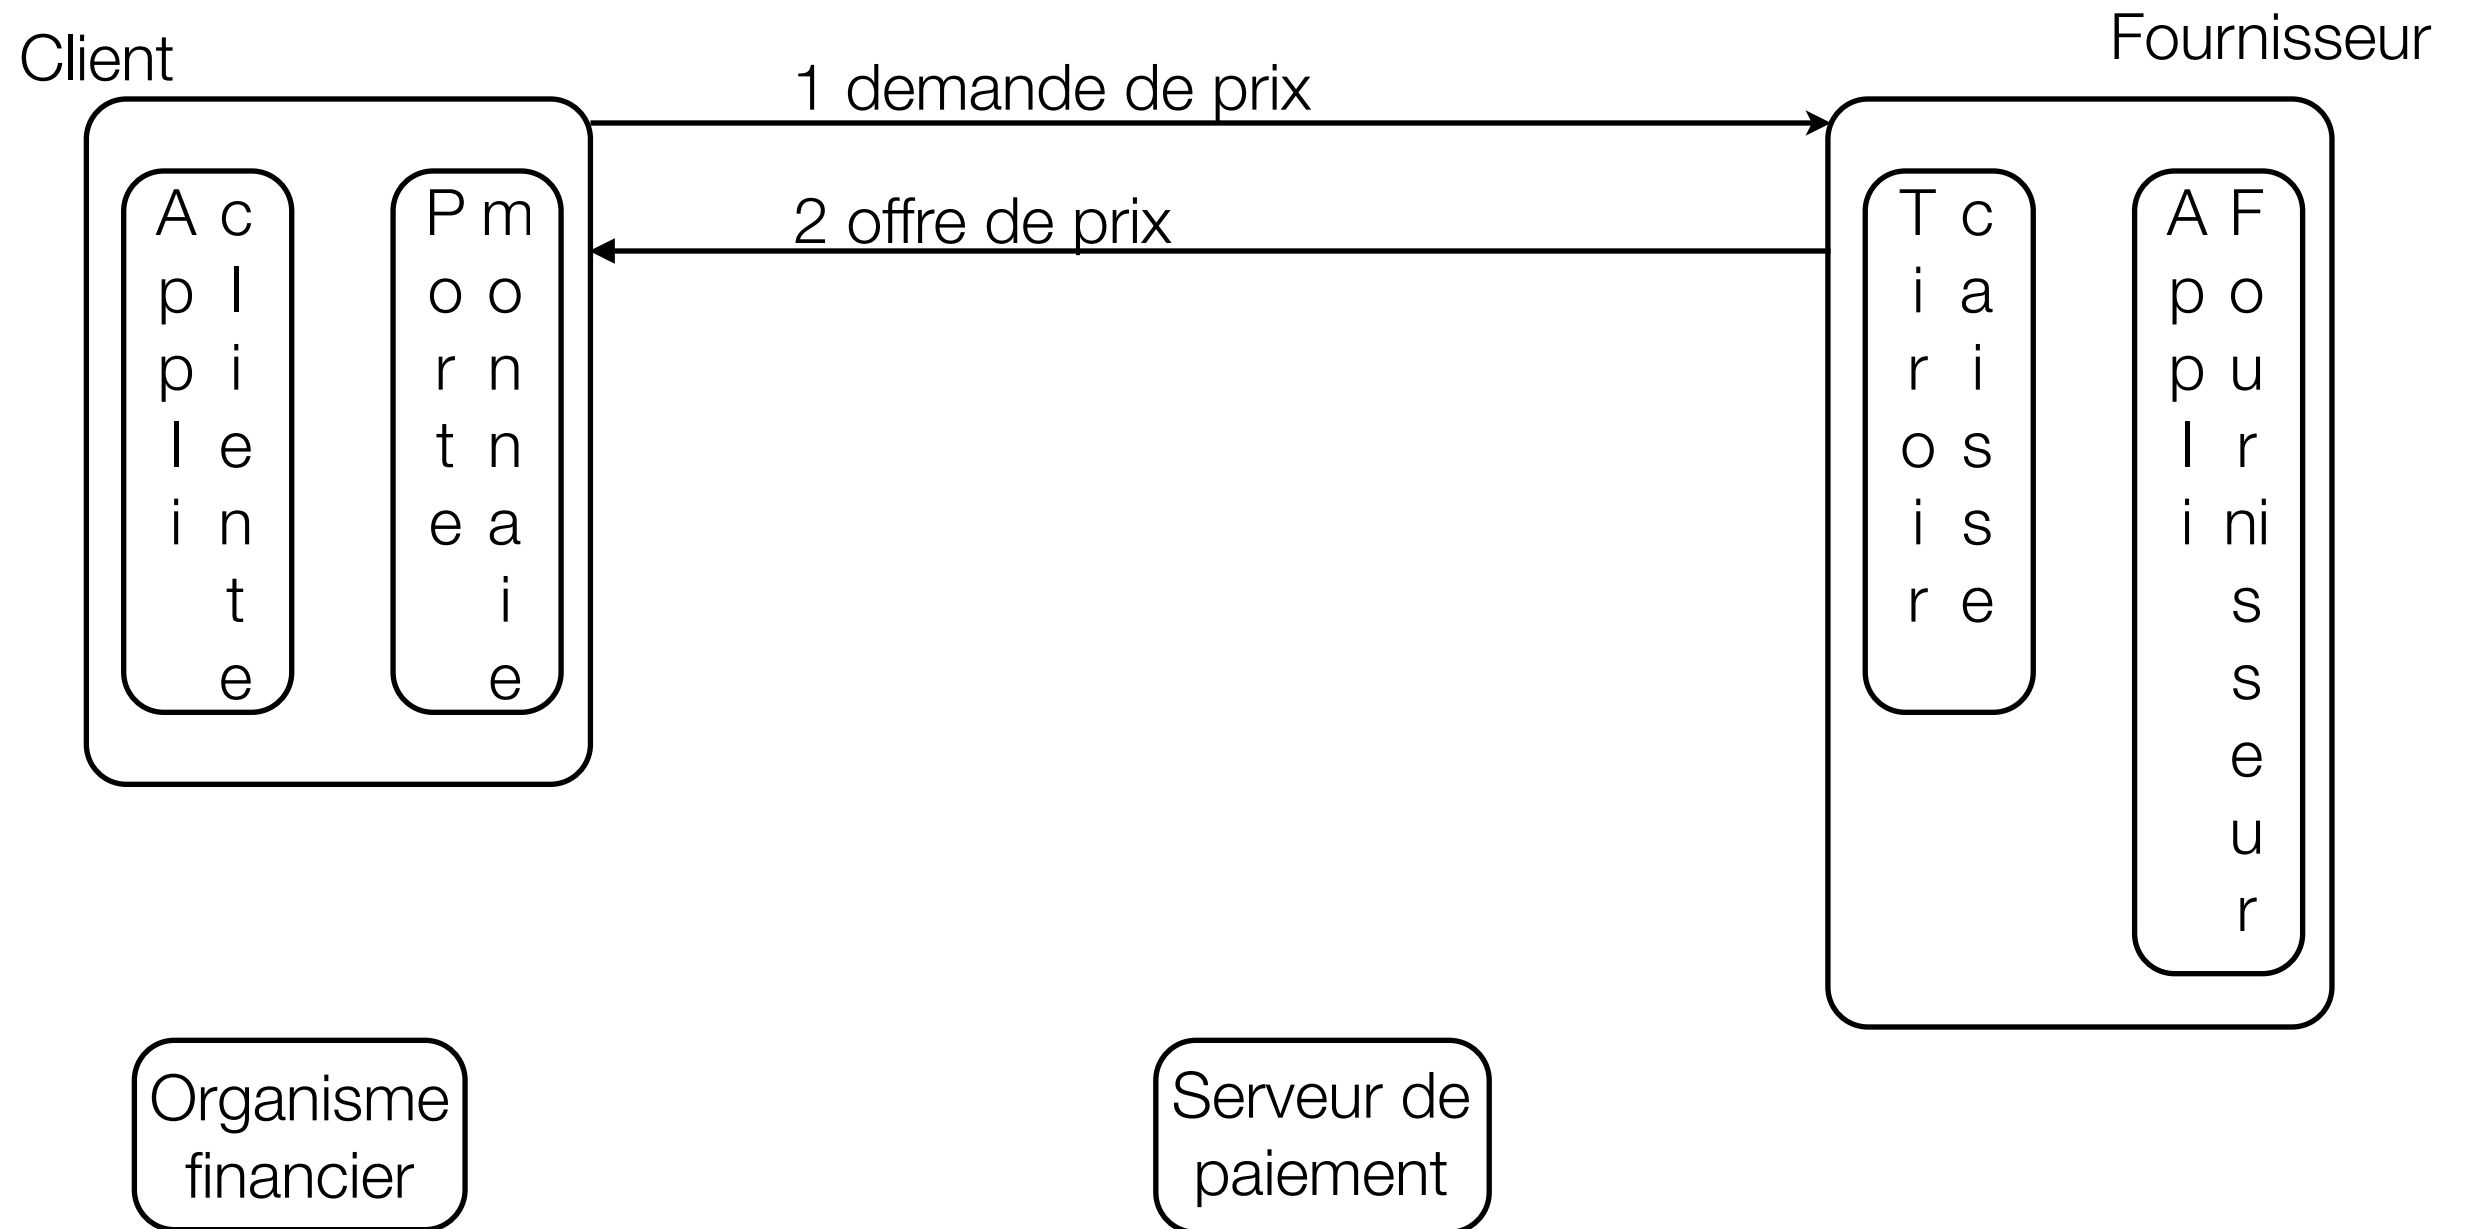 Client
Fournisseur
1 demande de prix
2 offre de prix
Appli
cliente
Porte
monnaie
Tiroir
caisse
Appli
Fournisseur
Organisme
financier
Serveur de
paiement